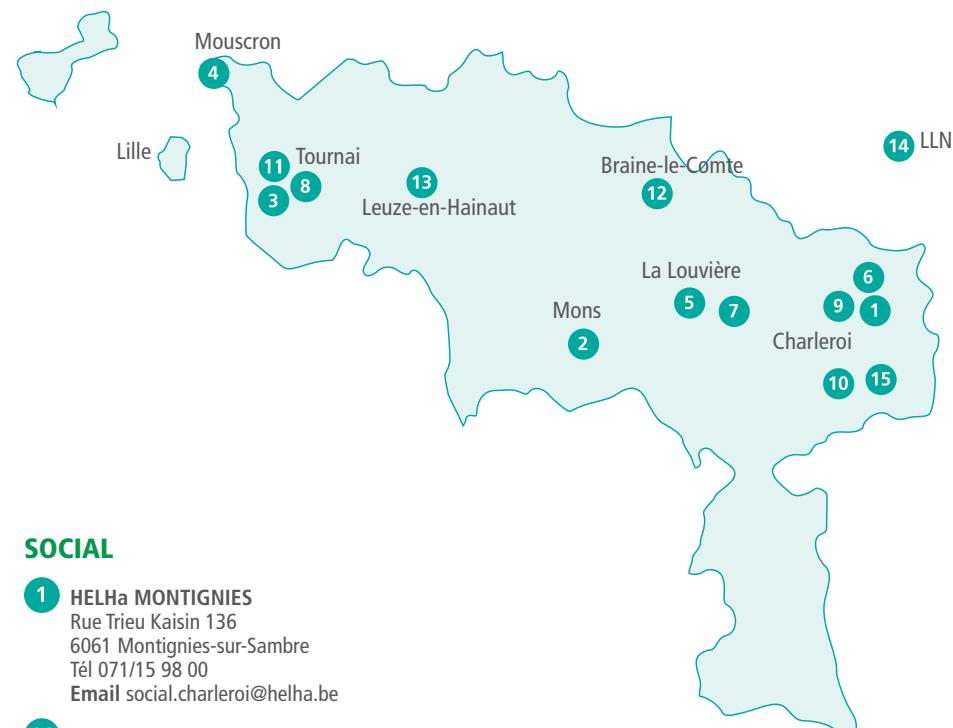 Mouscron
4
Lille
11
Tournai
8
3
13
Leuze-en-Hainaut
Braine-le-Comte
12
14 LLN
La Louvière
5
7
Mons
2
6
9
1
Charleroi
10
15
SOCIAL
1 HELHa MONTIGNIES
Rue Trieu Kaisin 136
6061 Montignies-sur-Sambre
Tél 071/15 98 00
Email social.charleroi@helha.be